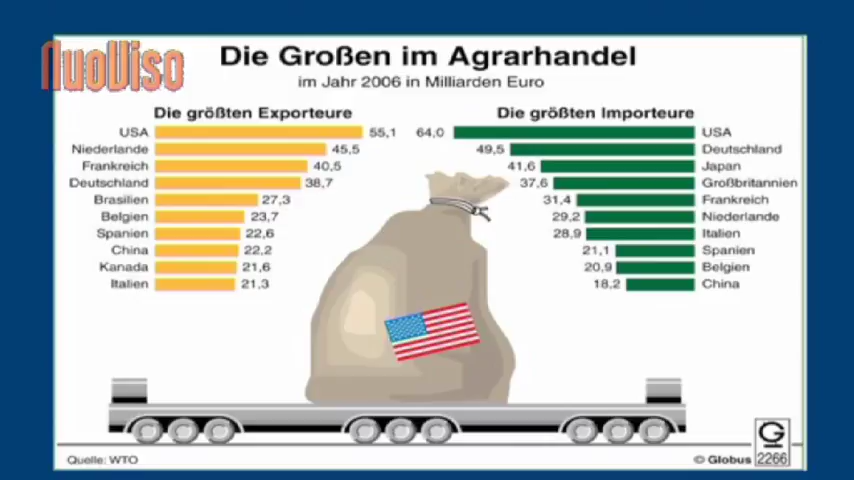 NuoViso
Die Großen im Agrarhandel
im Jahr 2006 in Milliarden Euro
Die größten Exporteure
USA 55,1
Niederlande 45,5
Frankreich 40,5
Deutschland 38,7
Brasilien 27,3
Belgien 23,7
Spanien 22,6
China 22,2
Kanada 21,6
Italien 21,3
Die größten Importeure
64,0 USA
49,5 Deutschland
41,6 Japan
37,6 Großbritannien
31,4 Frankreich
29,2 Niederlande
28,9 Italien
21,1 Spanien
20,9 Belgien
18,2 China
Quelle: WTO
© Globus
G
2266